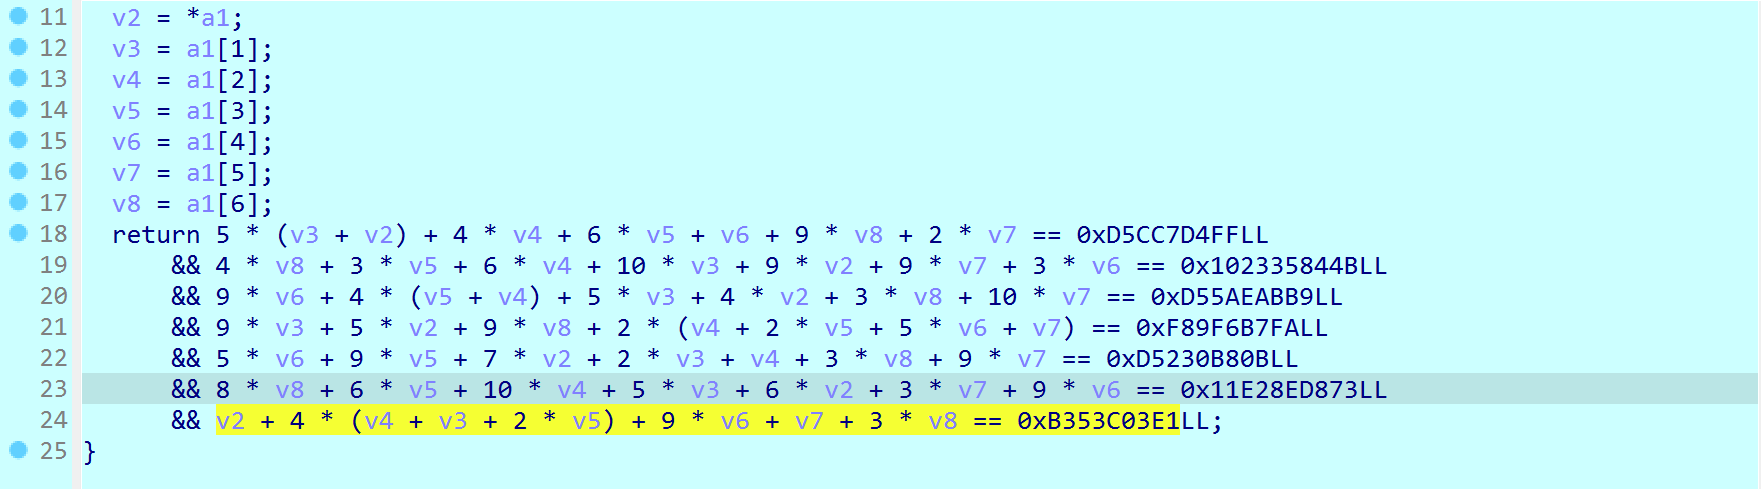 11 v2 = *a1;
12 v3 = a1[1];
13 v4 = a1[2];
14 v5 = a1[3];
15 v6 = a1[4];
16 v7 = a1[5];
17 v8 = a1[6];
18 return 5 * (v3 + v2) + 4 * v4 + 6 * v5 + v6 + 9 * v8 + 2 * v7 == 0xD5CC7D4FFLL
19 && 4 * v8 + 3 * v5 + 6 * v4 + 10 * v3 + 9 * v2 + 9 * v7 + 3 * v6 == 0x102335844BLL
20 && 9 * v6 + 4 * (v5 + v4) + 5 * v3 + 4 * v2 + 3 * v8 + 10 * v7 == 0xD55AEABB9LL
21 && 9 * v3 + 5 * v2 + 9 * v8 + 2 * (v4 + 2 * v5 + 5 * v6 + v7) == 0xF89F6B7FALL
22 && 5 * v6 + 9 * v5 + 7 * v2 + 2 * v3 + v4 + 3 * v8 + 9 * v7 == 0xD5230B80BLL
23 && 8 * v8 + 6 * v5 + 10 * v4 + 5 * v3 + 6 * v2 + 3 * v7 + 9 * v6 == 0x11E28ED873LL
24 && v2 + 4 * (v4 + v3 + 2 * v5) + 9 * v6 + v7 + 3 * v8 == 0xB353C03E1LL;
25 }